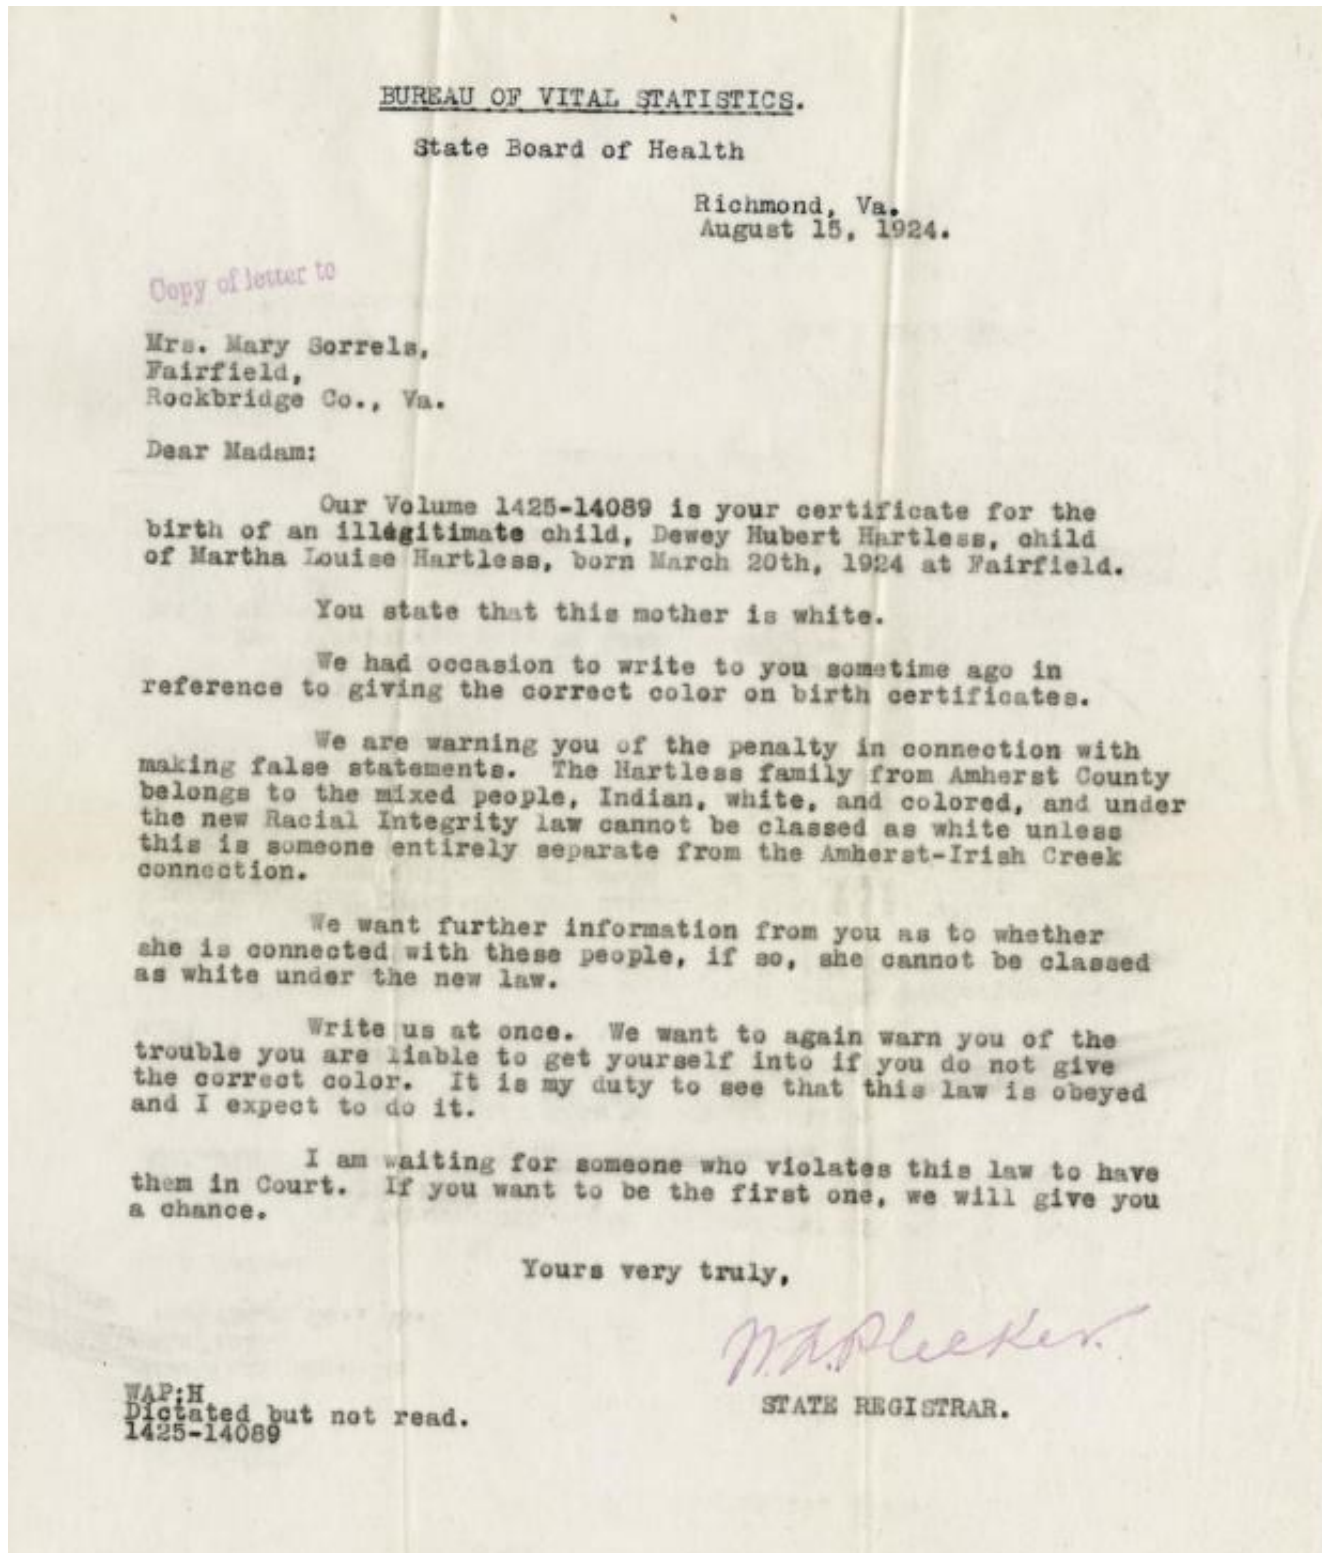 BUREAU OF VITAL STATISTICS.
State Board of Health
Richmond, Va.
August 15, 1924.
Copy of letter to
Mrs. Mary Sorrels,
Fairfield,
Rockbridge Co., Va.
Dear Madam:
Our Volume 1425-14089 is your certificate for the
birth of an illegitimate child, Dewey Hubert Hartless, child
of Martha Louise Hartless, born March 20th, 1924 at Fairfield.
You state that this mother is white.
We had occasion to write to you sometime ago in
reference to giving the correct color on birth certificates.
We are warning you of the penalty in connection with
making false statements. The Hartless family from Amherst County
belongs to the mixed people, Indian, white, and colored, and under
the new Racial Integrity law cannot be classed as white unless
this is someone entirely separate from the Amherst-Irish Creek
connection.
We want further information from you as to whether
she is connected with these people, if so, she cannot be classed
as white under the new law.
Write us at once. We want to again warn you of the
trouble you are liable to get yourself into if you do not give
the correct color. It is my duty to see that this law is obeyed
and I expect to do it.
I am waiting for someone who violates this law to have
them in Court. If you want to be the first one, we will give you
a chance.
Yours very truly,
W.A.Plecker.
STATE REGISTRAR.
WAP:H
Dictated but not read.
1425-14089